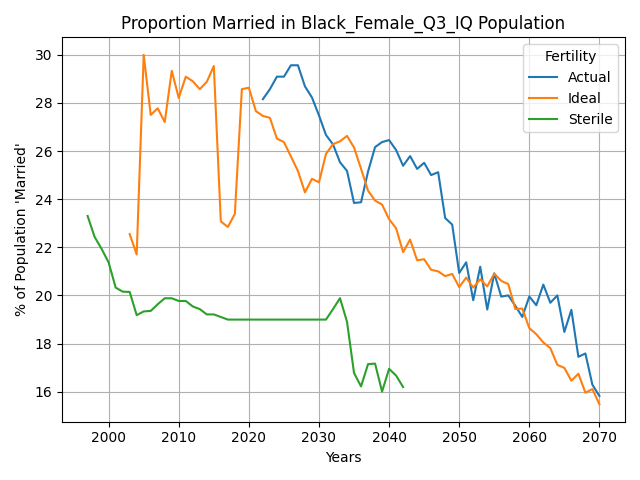 Proportion Married in Black_Female_Q3_IQ Population
% of Population 'Married'
30
28
26
24
22
20
18
16
Fertility
Actual
Ideal
Sterile
2000 2010 2020 2030 2040 2050 2060 2070
Years